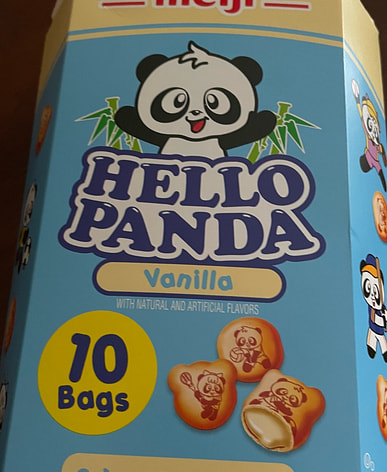 meiji
HELLO
PANDA
Vanilla
WITH NATURAL AND ARTIFICIAL FLAVORS
10
Bags